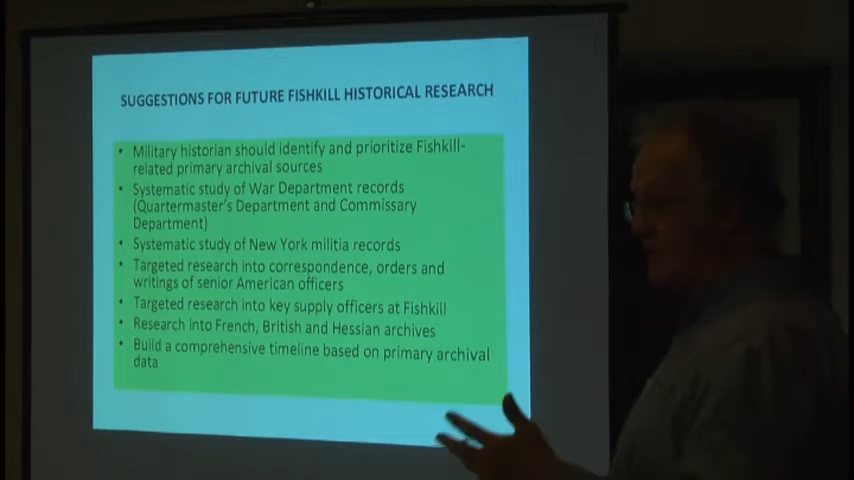 SUGGESTIONS FOR FUTURE FISHKILL HISTORICAL RESEARCH
• Military historian should identify and prioritize Fishkill-
related primary archival sources
• Systematic study of War Department records
(Quartermaster's Department and Commissary
Department)
• Systematic study of New York militia records
• Targeted research into correspondence, orders and
writings of senior American officers
• Targeted research into key supply officers at Fishkill
• Research into French, British and Hessian archives
• Build a comprehensive timeline based on primary archival
data